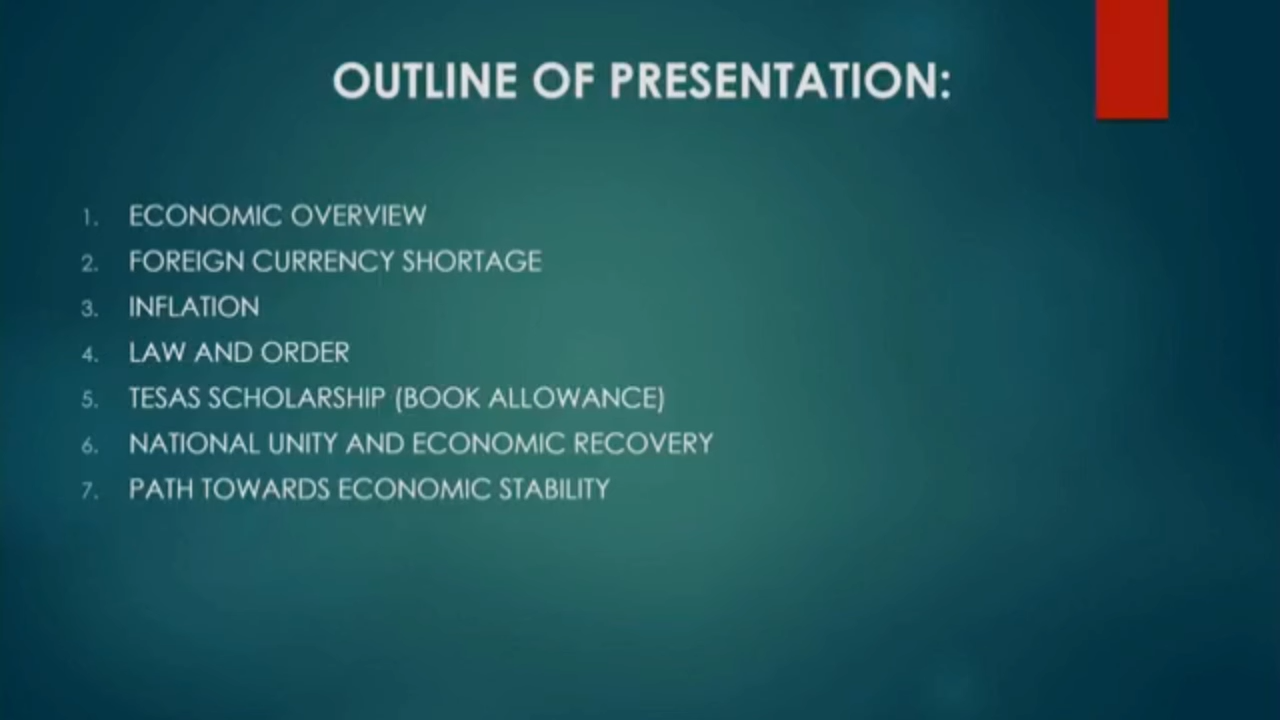 OUTLINE OF PRESENTATION:
1. ECONOMIC OVERVIEW
2. FOREIGN CURRENCY SHORTAGE
3. INFLATION
4. LAW AND ORDER
5. TESAS SCHOLARSHIP (BOOK ALLOWANCE)
6. NATIONAL UNITY AND ECONOMIC RECOVERY
7. PATH TOWARDS ECONOMIC STABILITY